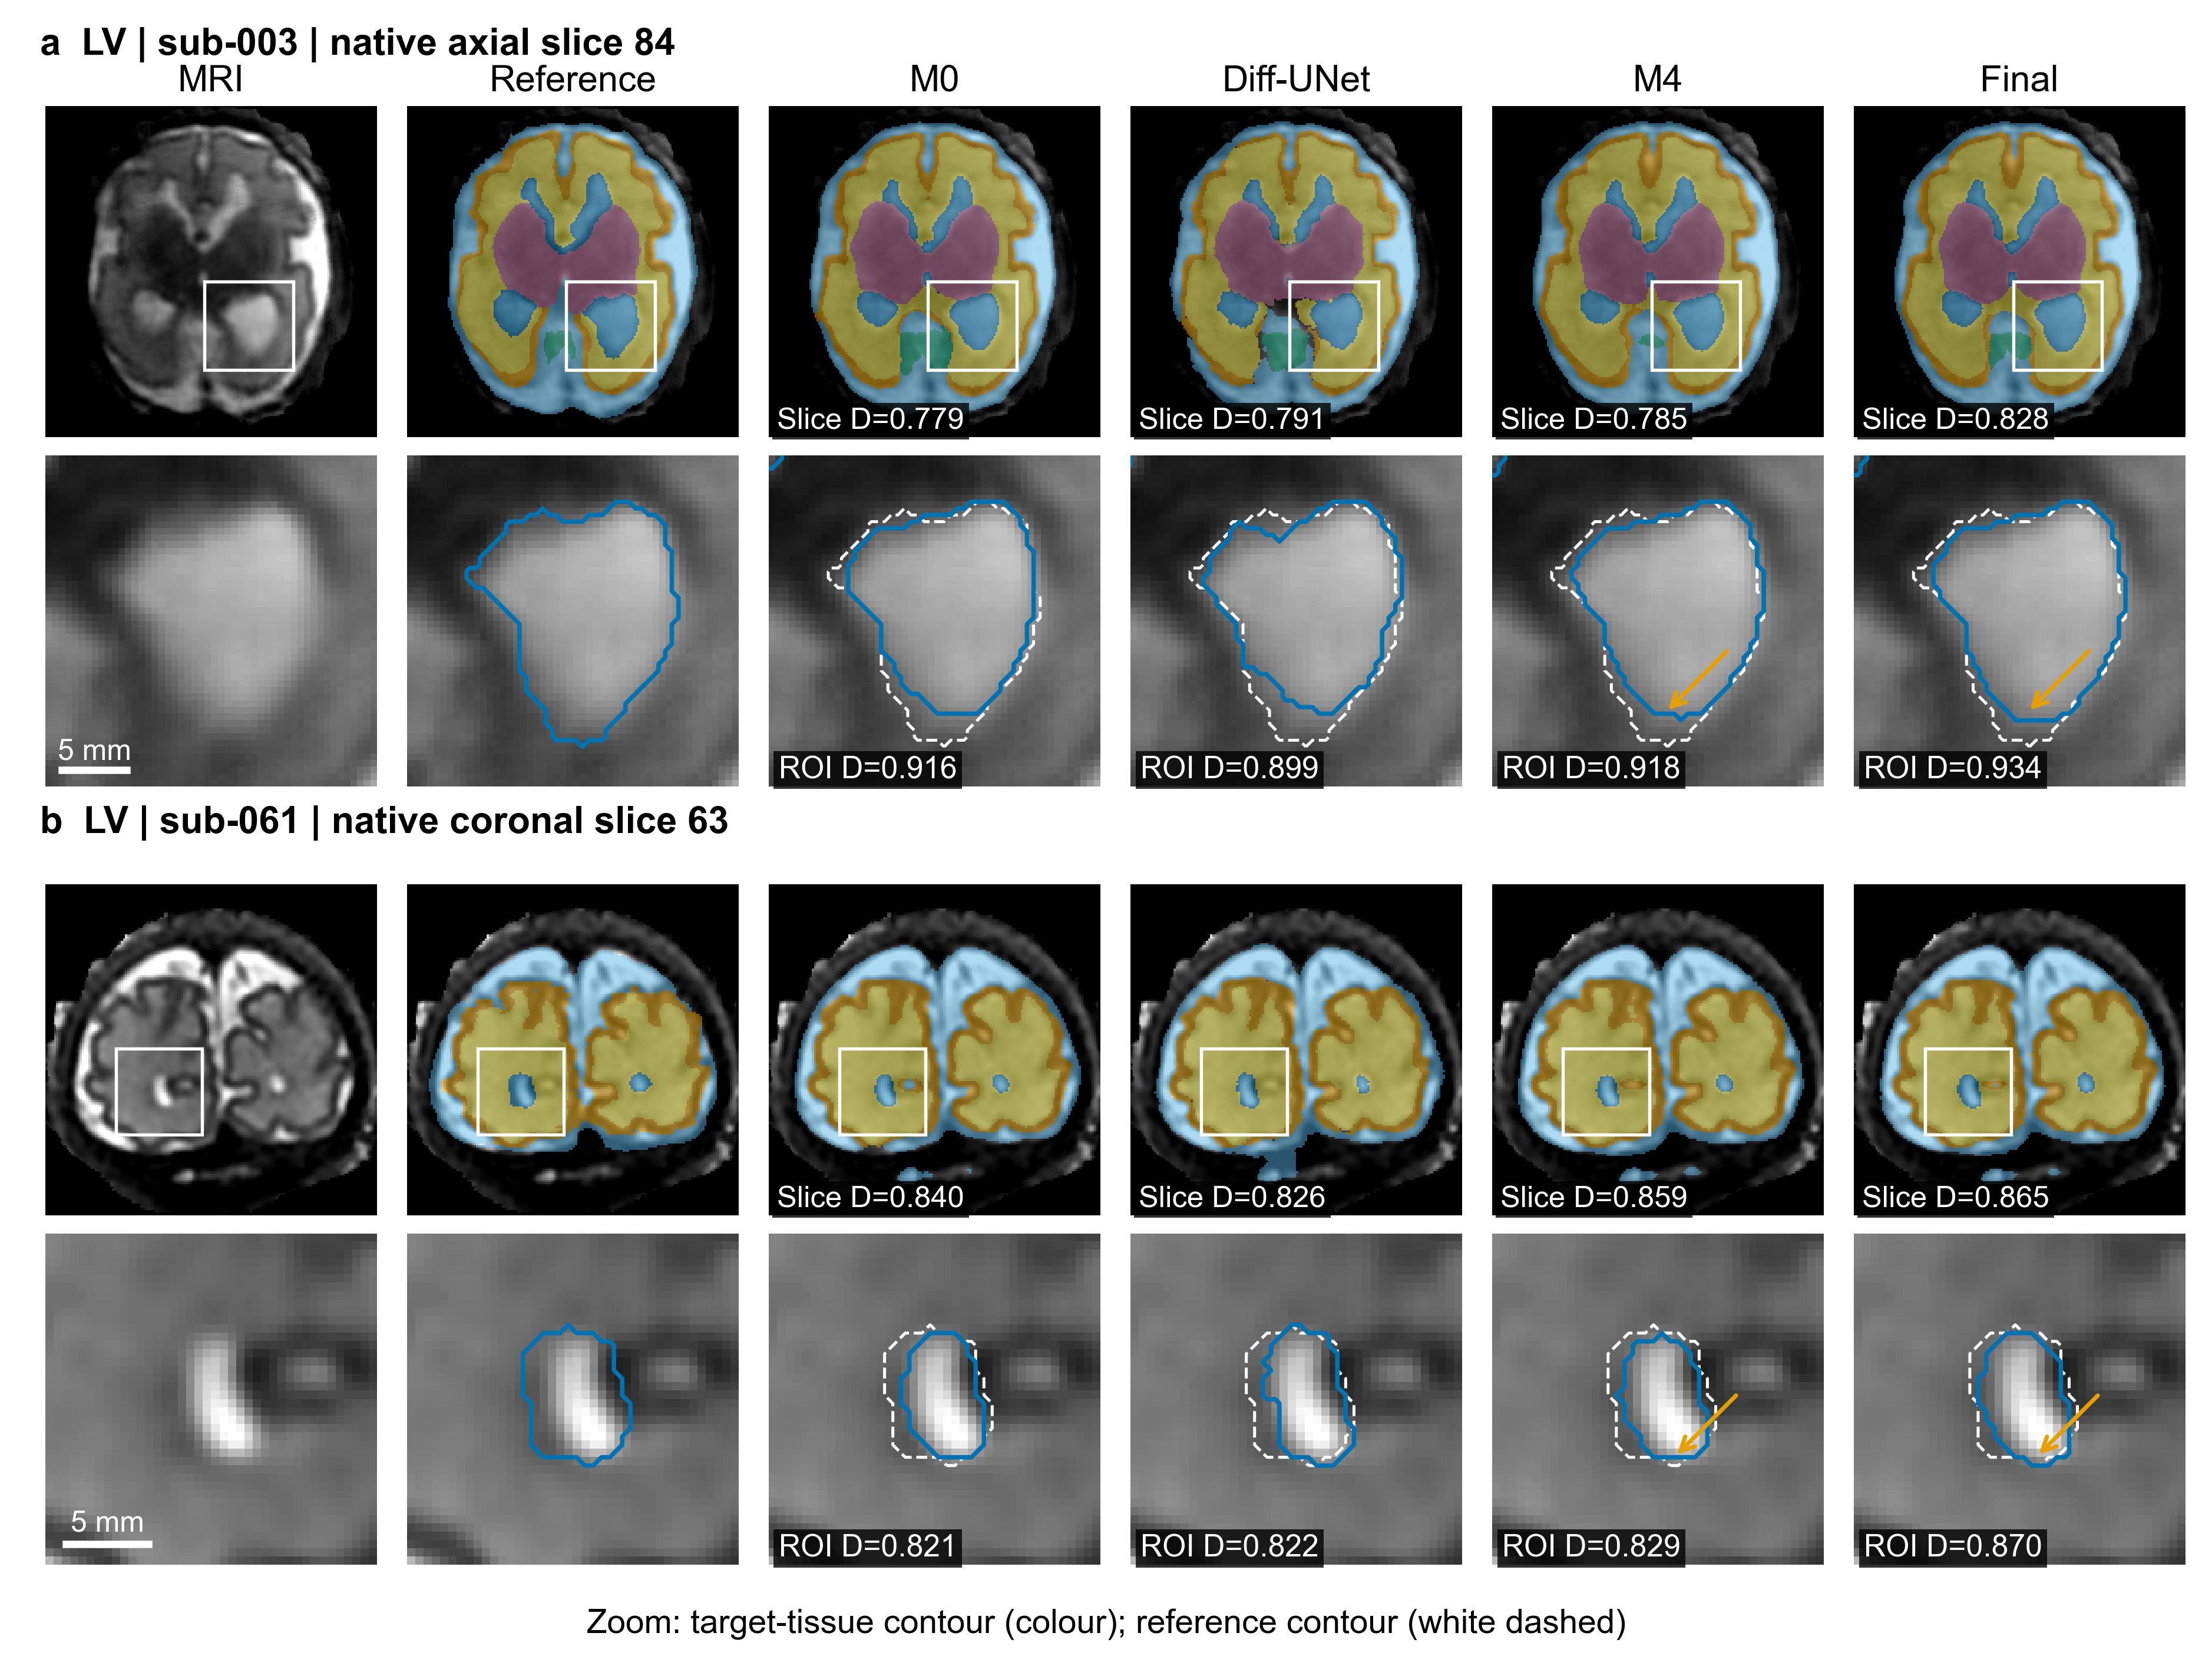 a LV | sub-003 | native axial slice 84
MRI Reference M0 Diff-UNet M4 Final
Slice D=0.779 Slice D=0.791 Slice D=0.785 Slice D=0.828
5 mm
ROI D=0.916 ROI D=0.899 ROI D=0.918 ROI D=0.934
b LV | sub-061 | native coronal slice 63
Slice D=0.840 Slice D=0.826 Slice D=0.859 Slice D=0.865
5 mm
ROI D=0.821 ROI D=0.822 ROI D=0.829 ROI D=0.870
Zoom: target-tissue contour (colour); reference contour (white dashed)